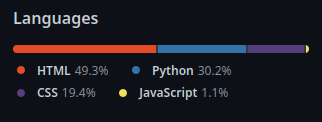 Languages
HTML 49.3% Python 30.2%
CSS 19.4% JavaScript 1.1%